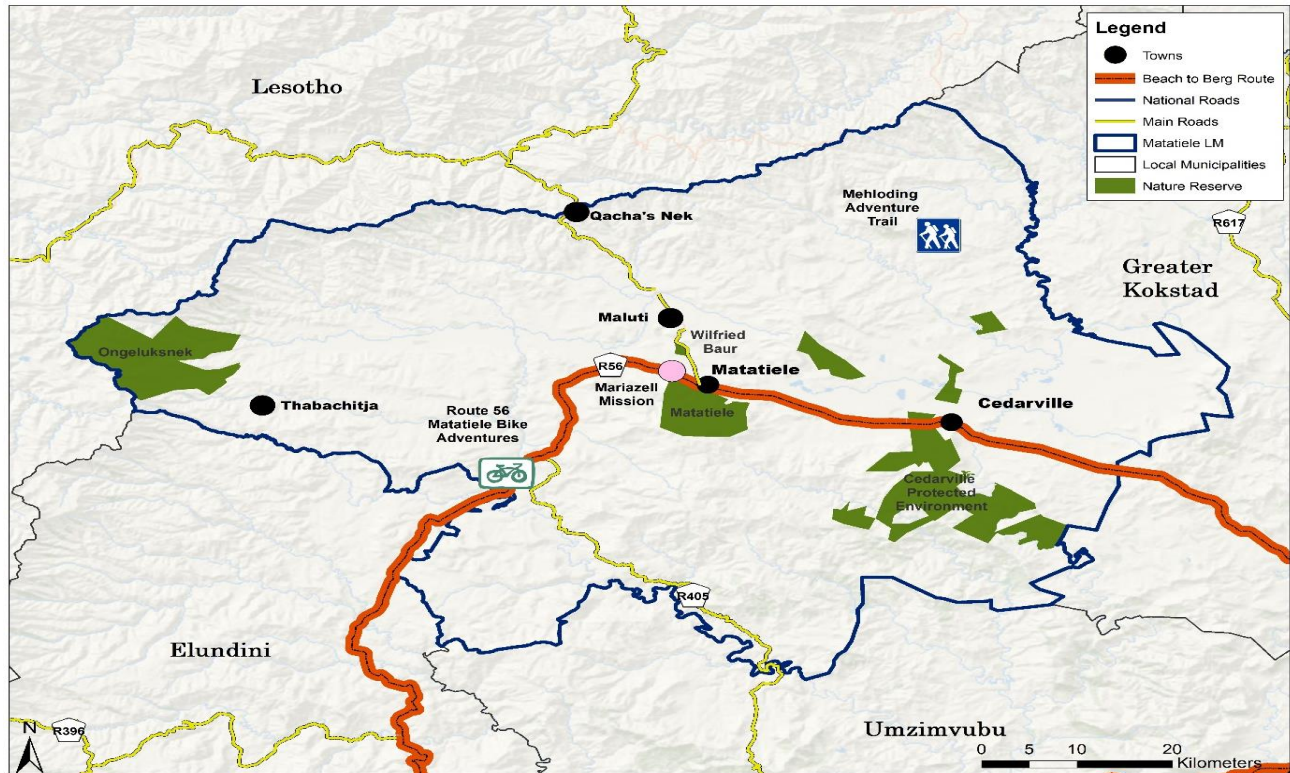 Legend
Towns
Beach to Berg Route
National Roads
Main Roads
Matatiele LM
Local Municipalities
Nature Reserve
Lesotho
Mehloding
Adventure
Trail
Qacha's Nek
R617
Greater
Kokstad
Maluti
Ongeluksnek
Wilfried
Baur
R56
Mariazell
Mission
Matatiele
Matatiele
Thabachitja
Route 56
Matatiele Bike
Adventures
Cedarville
Cedarville
Protected
Environment
R405
Elundini
R396
N
Umzimvubu
0 5 10 20
Kilometers